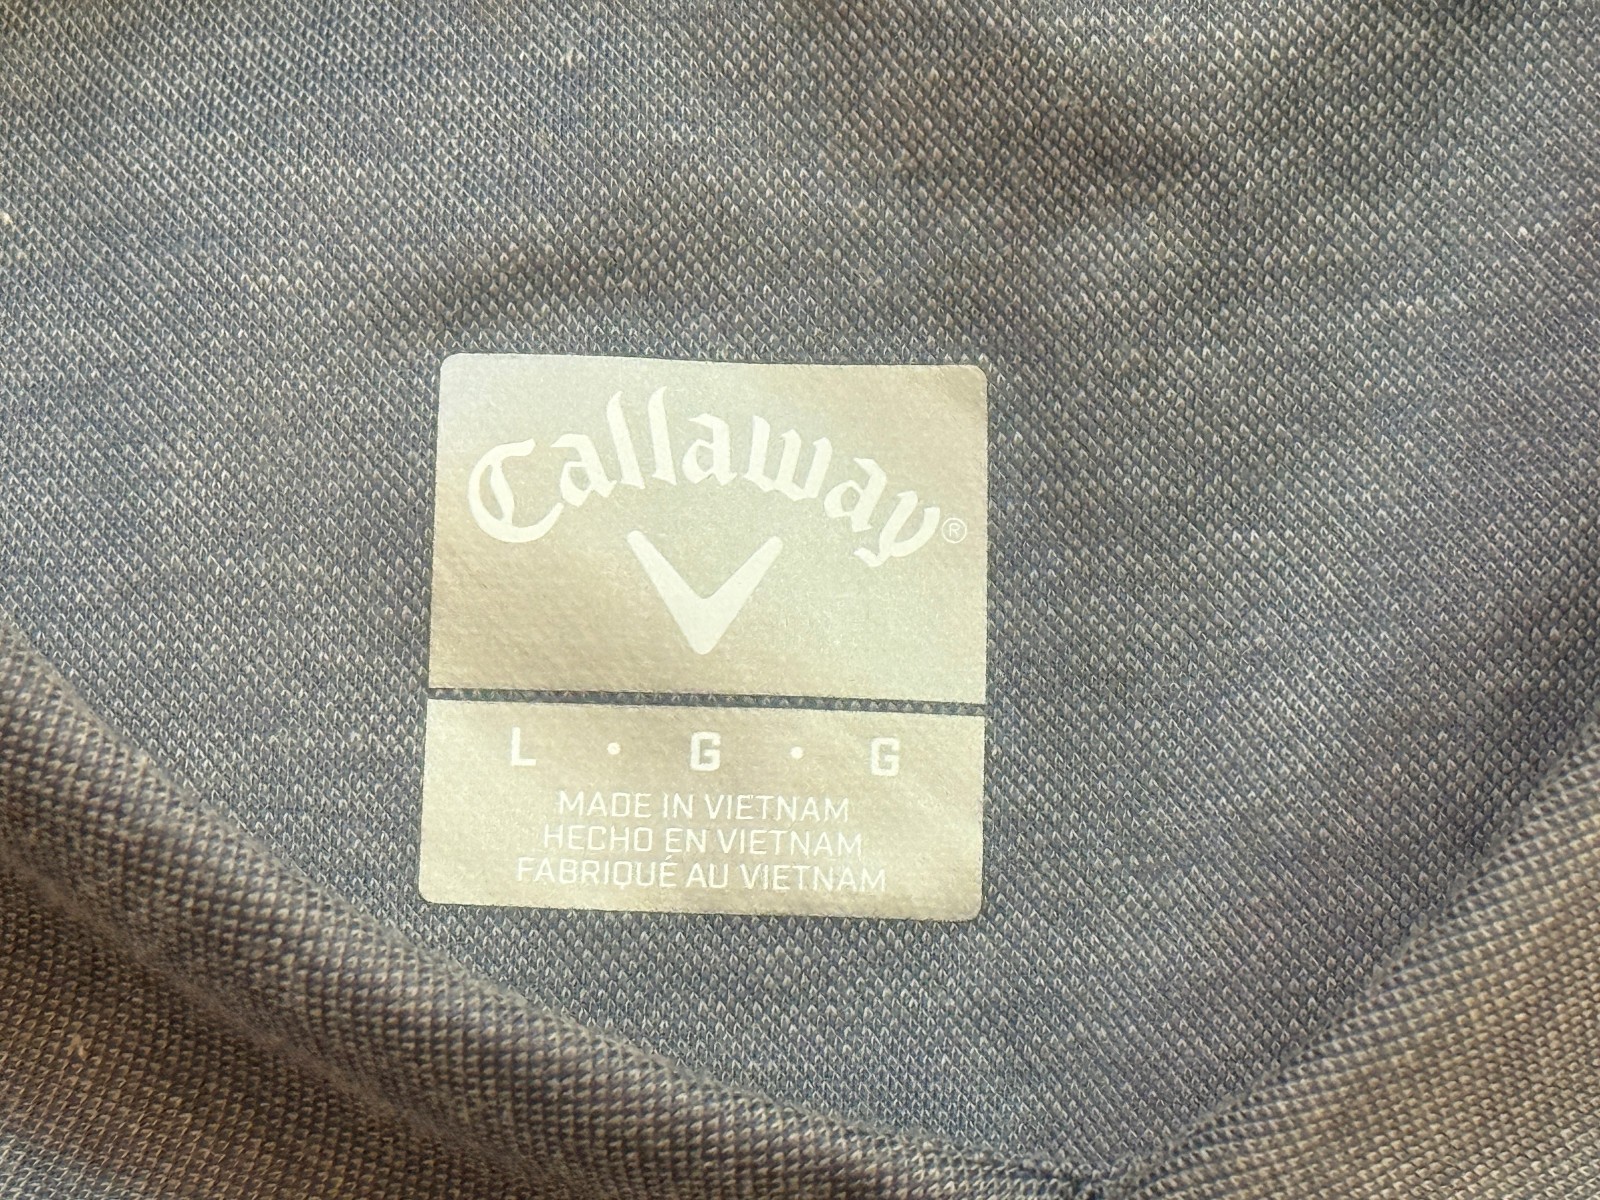 Callaway®
L · G · G
MADE IN VIETNAM
HECHO EN VIETNAM
FABRIQUÉ AU VIETNAM